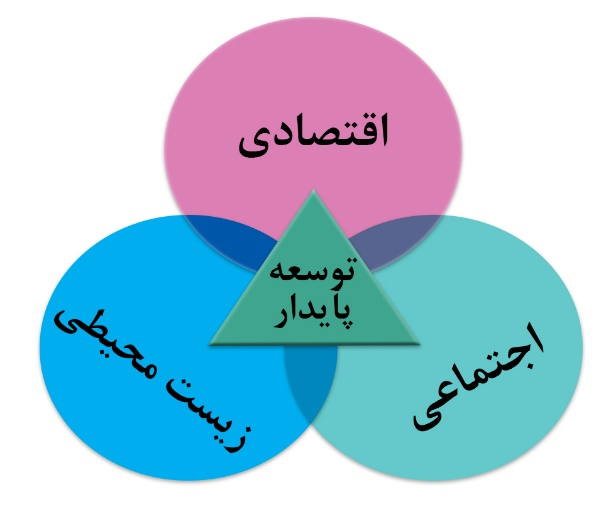 اقتصادی
توسعه
پایدار
زیست محیطی
اجتماعی